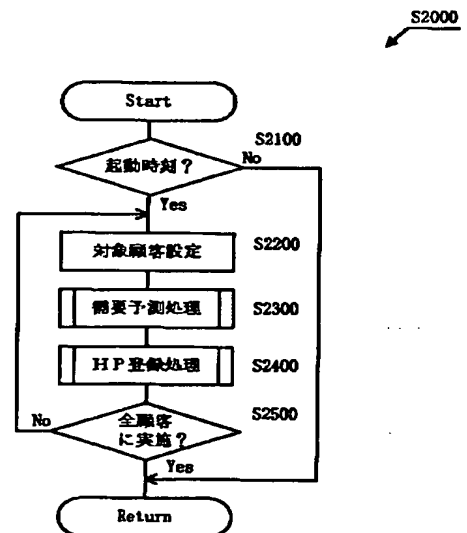 S2000
Start
S2100
起動時刻?
No
Yes
対象顧客設定
S2200
需要予測処理
S2300
HP登録処理
S2400
S2500
No
全顧客
に実施?
Yes
Return